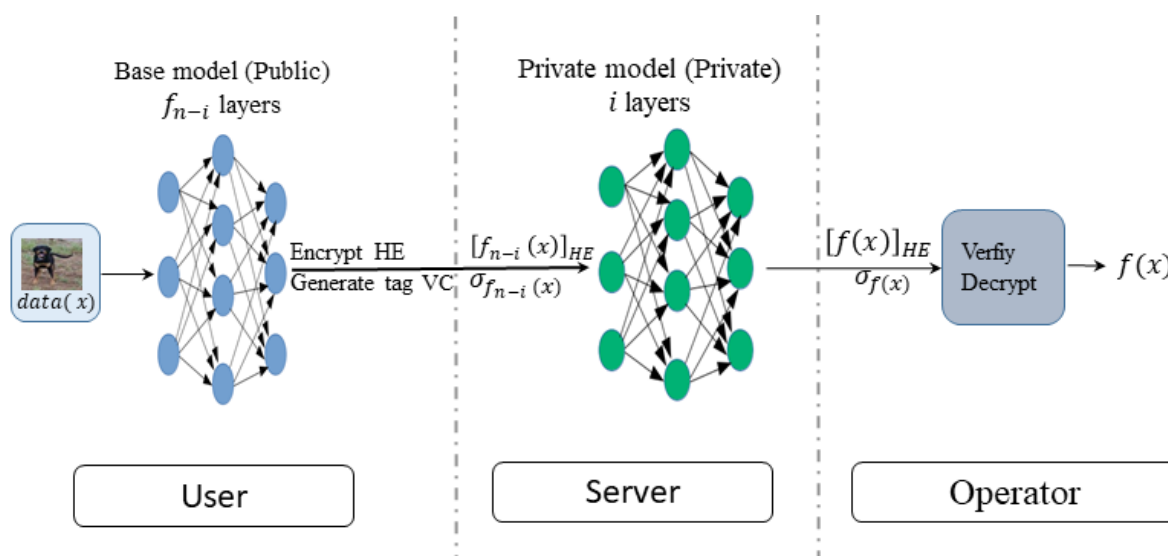 Base model (Public)
f_{n−i} layers
data( x)
Encrypt HE
Generate tag VC
[f_{n−i} (x)]_{HE}
σ_{f_{n−i}} (x)
Private model (Private)
i layers
[f(x)]_{HE}
σ_{f(x)}
Verfiy
Decrypt
f(x)
User
Server
Operator